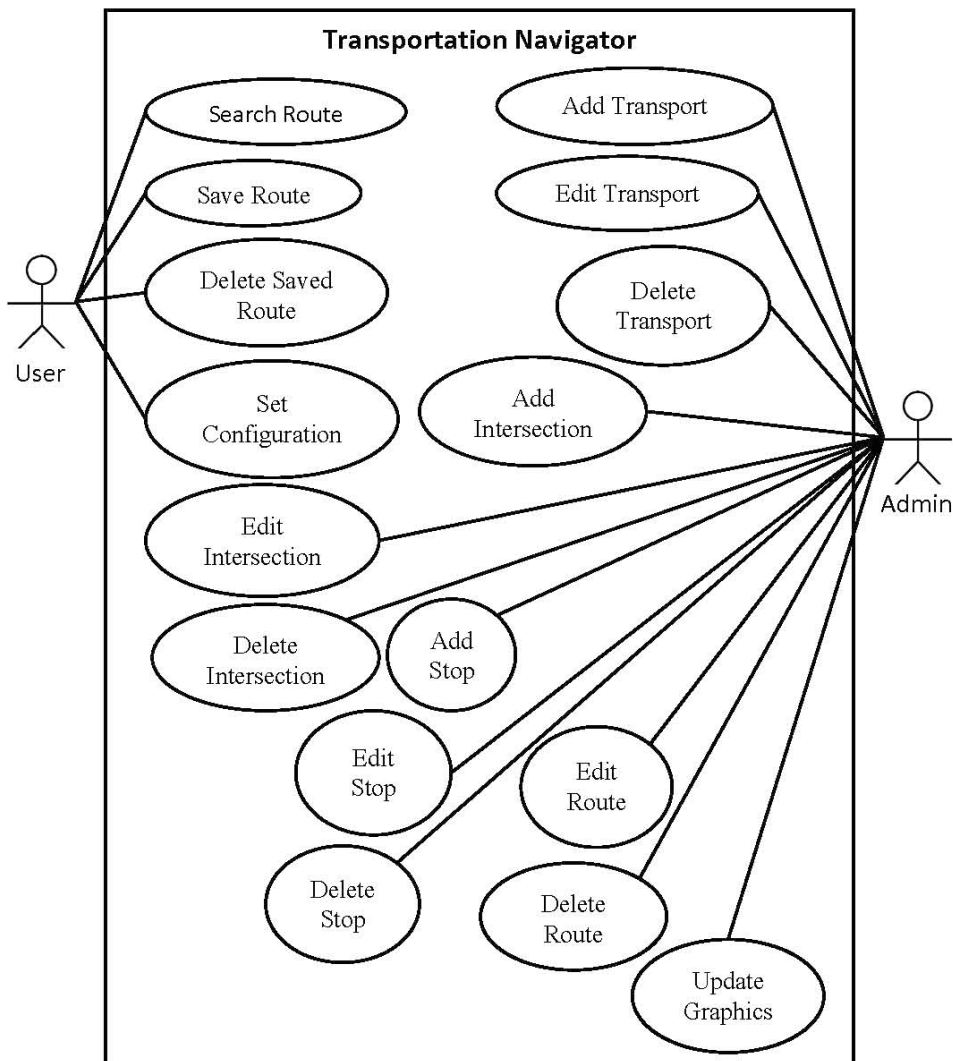 Transportation Navigator
Search Route
Add Transport
Save Route
Edit Transport
Delete Saved
Route
Delete
Transport
User
Set
Configuration
Add
Intersection
Admin
Edit
Intersection
Delete
Intersection
Add
Stop
Edit
Stop
Edit
Route
Delete
Stop
Delete
Route
Update
Graphics